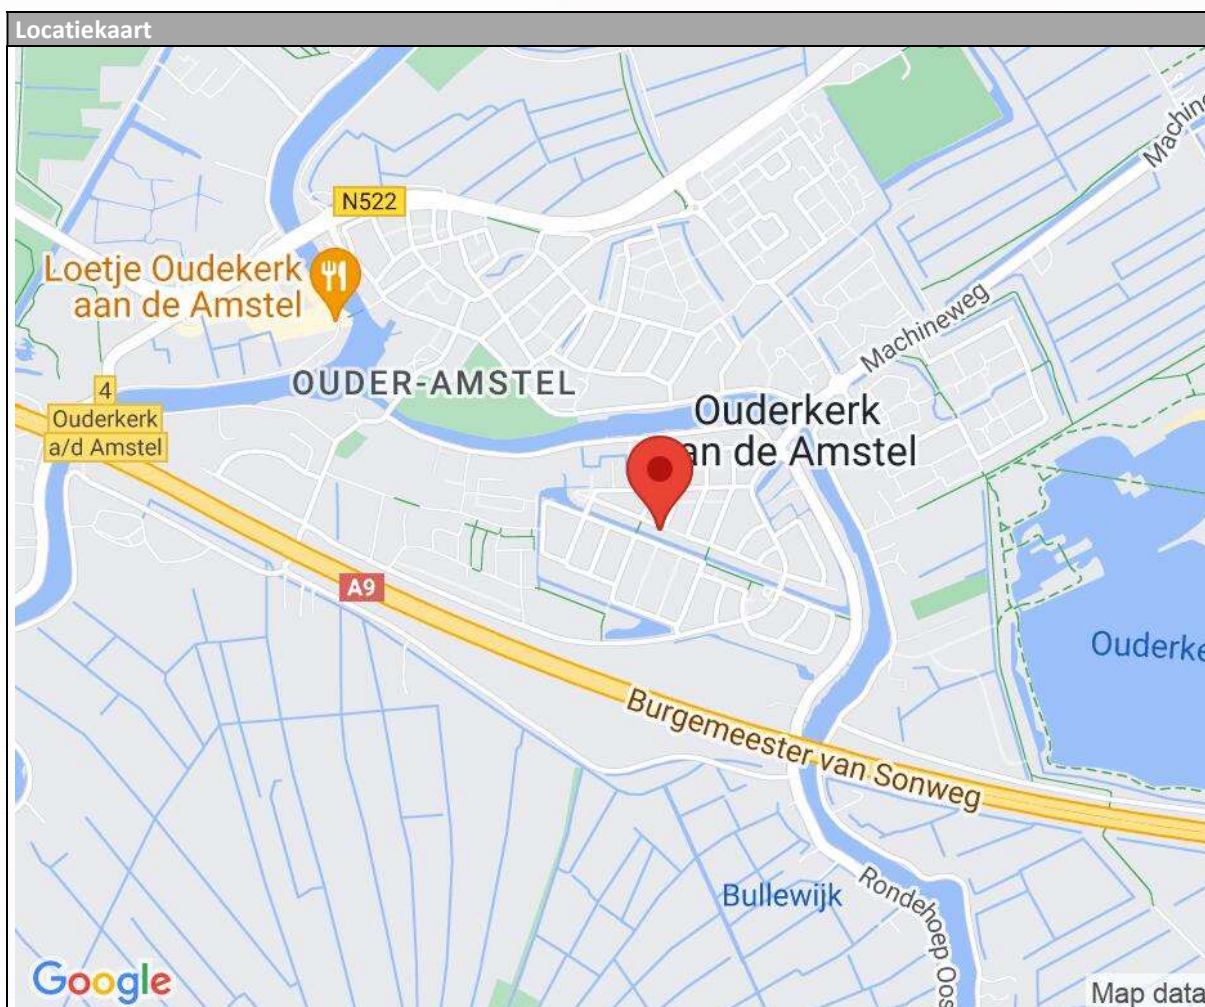 Locatiekaart
Machine
N522
Loetje Oudekerk
aan de Amstel
Machineweg
OUDER-AMSTEL
4
Ouderkerk
a/d Amstel
Ouderkerk
an de Amstel
A9
Ouderke
Burgemeester van Sonweg
Bullewijk
Rondehoep Oos
Google
Map data